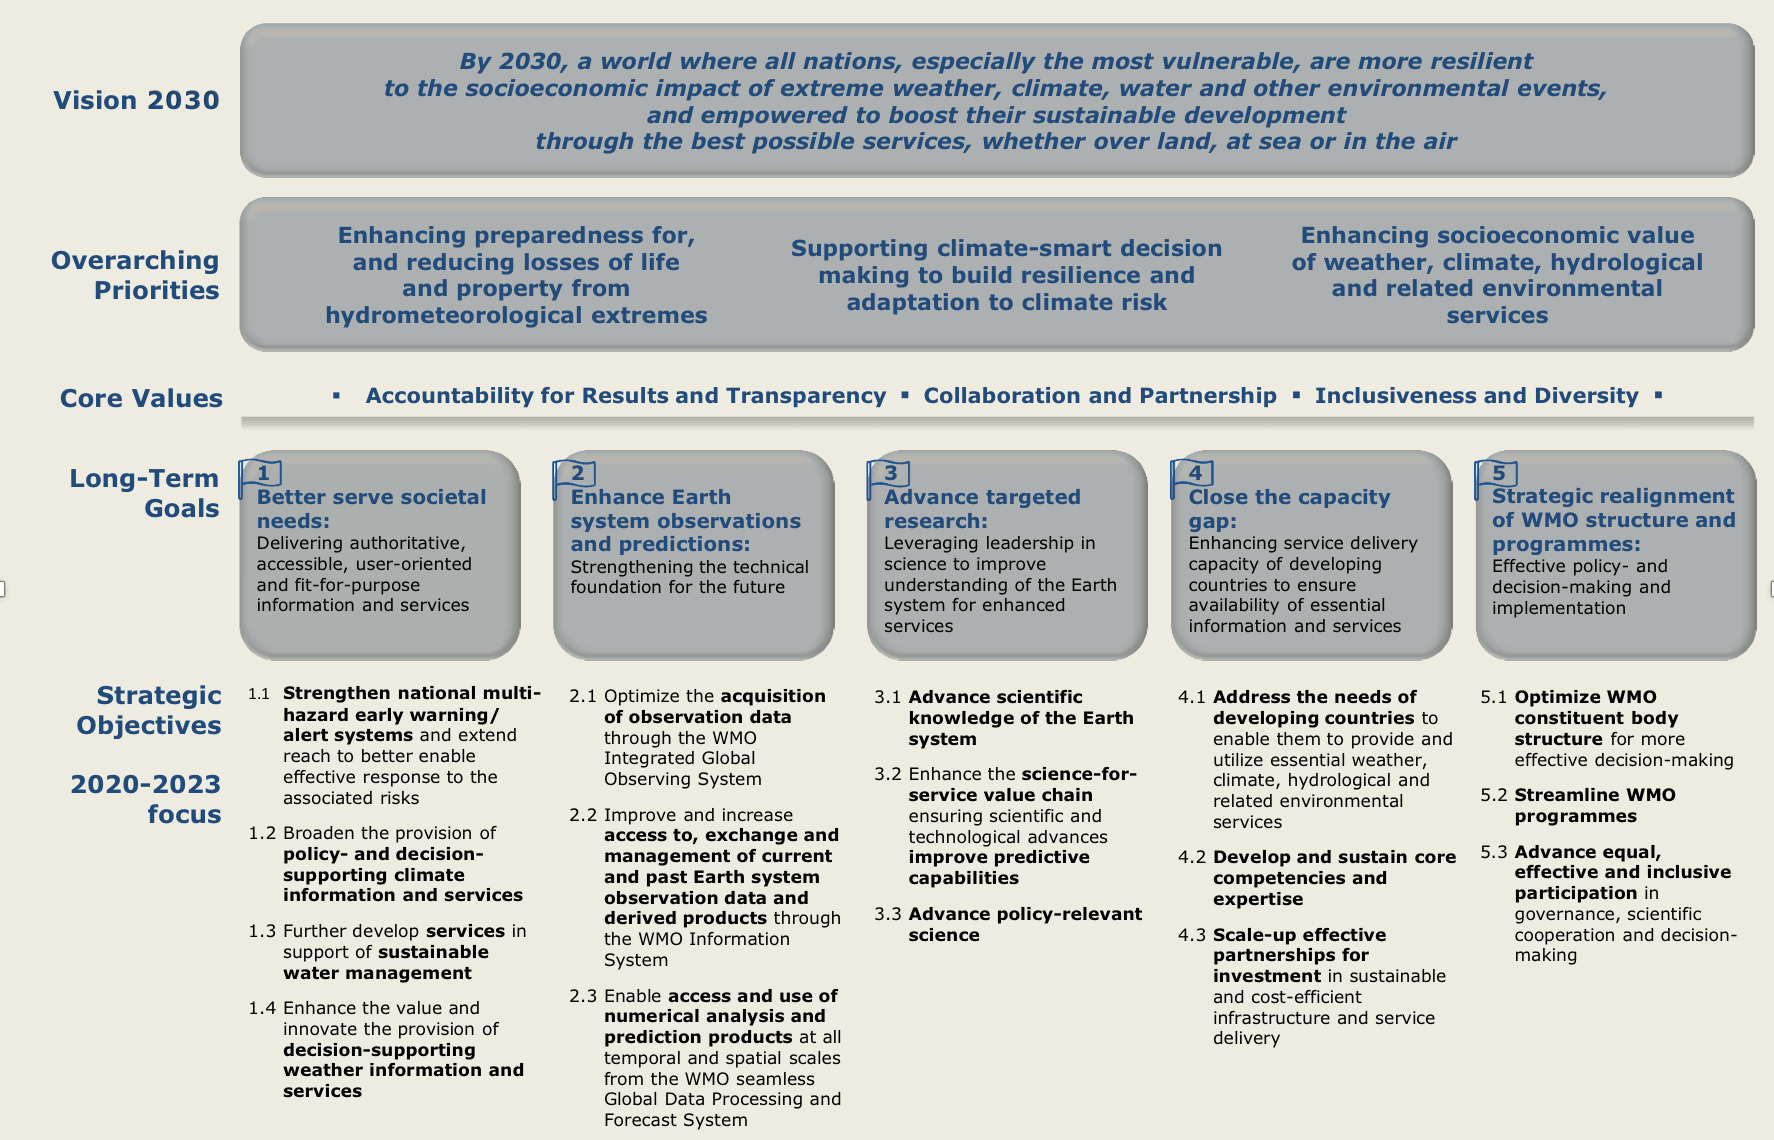 Vision 2030
By 2030, a world where all nations, especially the most vulnerable, are more resilient
to the socioeconomic impact of extreme weather, climate, water and other environmental events,
and empowered to boost their sustainable development
through the best possible services, whether over land, at sea or in the air
Overarching
Priorities
Enhancing preparedness for,
and reducing losses of life
and property from
hydrometeorological extremes
Supporting climate-smart decision
making to build resilience and
adaptation to climate risk
Enhancing socioeconomic value
of weather, climate, hydrological
and related environmental
services
Core Values
▪ Accountability for Results and Transparency ▪ Collaboration and Partnership ▪ Inclusiveness and Diversity ▪
Long-Term
Goals
1
Better serve societal
needs:
Delivering authoritative,
accessible, user-oriented
and fit-for-purpose
information and services
2
Enhance Earth
system observations
and predictions:
Strengthening the technical
foundation for the future
3
Advance targeted
research:
Leveraging leadership in
science to improve
understanding of the Earth
system for enhanced
services
4
Close the capacity
gap:
Enhancing service delivery
capacity of developing
countries to ensure
availability of essential
information and services
5
Strategic realignment
of WMO structure and
programmes:
Effective policy- and
decision-making and
implementation
Strategic
Objectives
2020-2023
focus
1.1 Strengthen national multi-
hazard early warning/
alert systems and extend
reach to better enable
effective response to the
associated risks
1.2 Broaden the provision of
policy- and decision-
supporting climate
information and services
1.3 Further develop services in
support of sustainable
water management
1.4 Enhance the value and
innovate the provision of
decision-supporting
weather information and
services
2.1 Optimize the acquisition
of observation data
through the WMO
Integrated Global
Observing System
2.2 Improve and increase
access to, exchange and
management of current
and past Earth system
observation data and
derived products through
the WMO Information
System
2.3 Enable access and use of
numerical analysis and
prediction products at all
temporal and spatial scales
from the WMO seamless
Global Data Processing and
Forecast System
3.1 Advance scientific
knowledge of the Earth
system
3.2 Enhance the science-for-
service value chain
ensuring scientific and
technological advances
improve predictive
capabilities
3.3 Advance policy-relevant
science
4.1 Address the needs of
developing countries to
enable them to provide and
utilize essential weather,
climate, hydrological and
related environmental
services
4.2 Develop and sustain core
competencies and
expertise
4.3 Scale-up effective
partnerships for
investment in sustainable
and cost-efficient
infrastructure and service
delivery
5.1 Optimize WMO
constituent body
structure for more
effective decision-making
5.2 Streamline WMO
programmes
5.3 Advance equal,
effective and inclusive
participation in
governance, scientific
cooperation and decision-
making